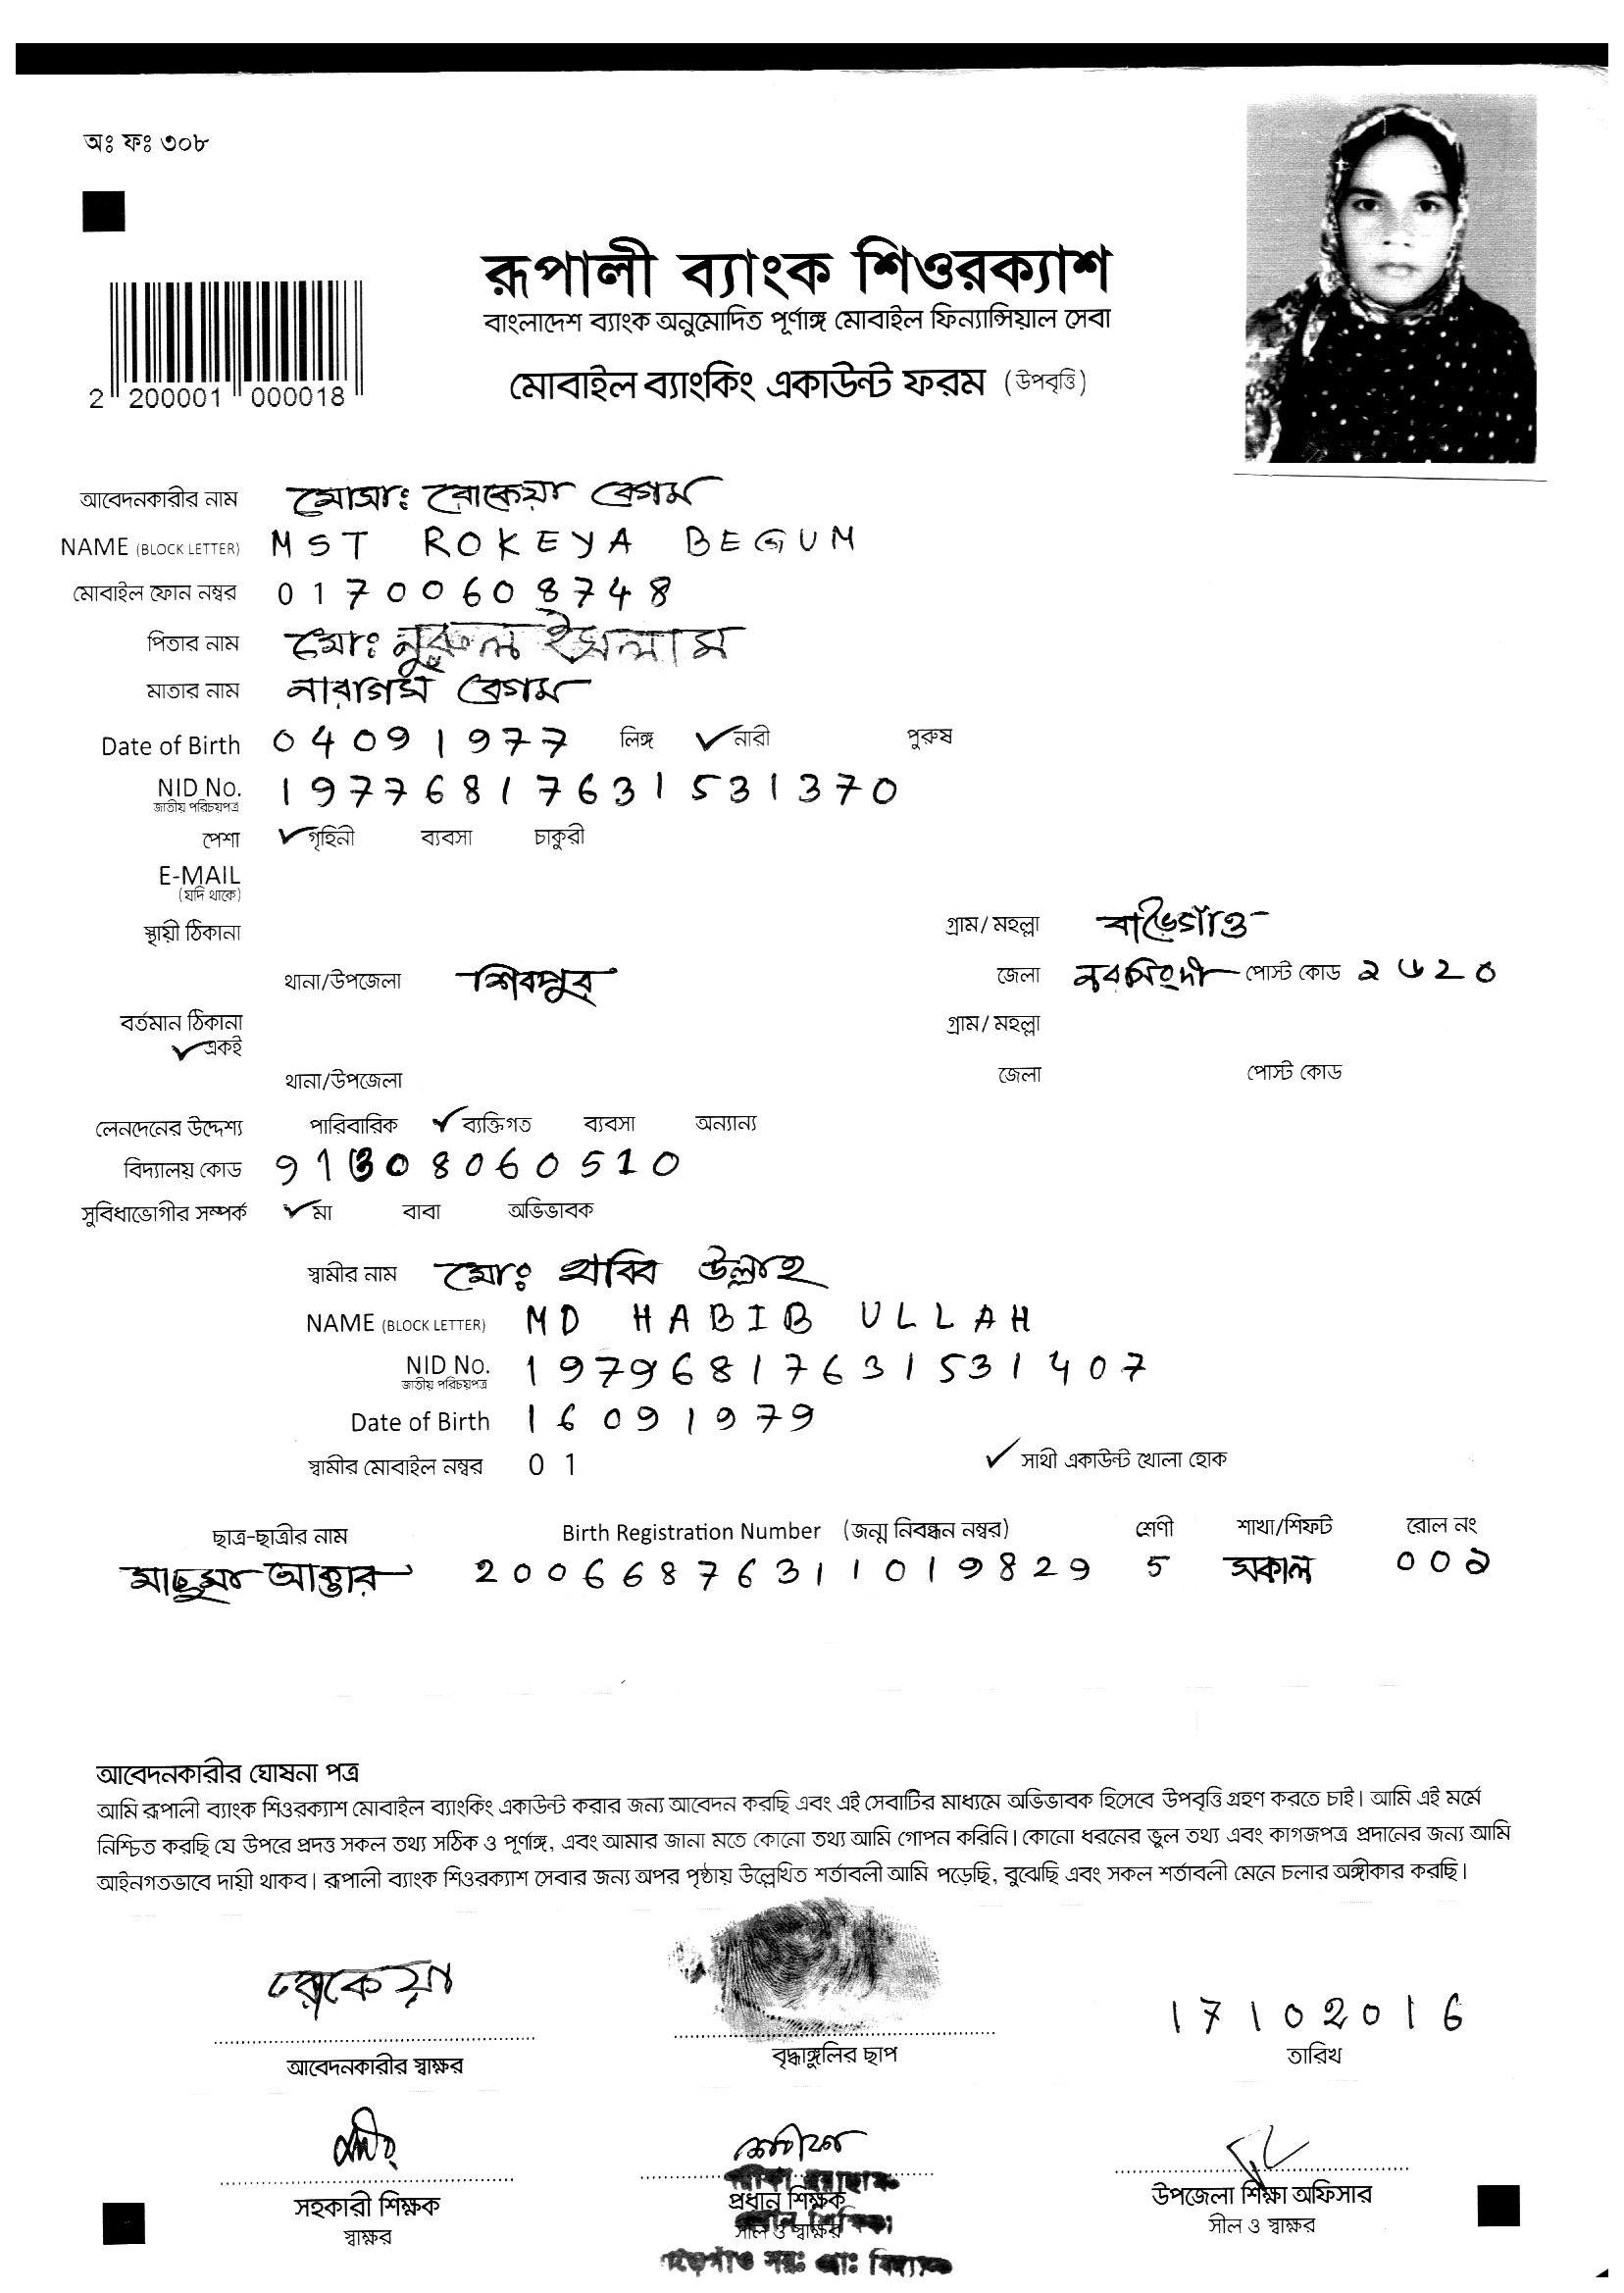 অঃ ফঃ ৩০৮
রূপালী ব্যাংক শিওরক্যাশ
বাংলাদেশ ব্যাংক অনুমোদিত পূর্ণাঙ্গ মোবাইল ফিন্যান্সিয়াল সেবা
2 200001 000018
মোবাইল ব্যাংকিং একাউন্ট ফরম (উপবৃত্তি)
আবেদনকারীর নাম মোসাঃ রোকেয়া বেগম
NAME (BLOCK LETTER) MST ROKEYA BEGUM
মোবাইল ফোন নম্বর 01700608748
পিতার নাম মোঃ নুরুল ইসলাম
মাতার নাম নারগিস বেগম
Date of Birth 04091977 লিঙ্গ ✓ নারী পুরুষ
NID No. 19776817631531370
জাতীয় পরিচয়পত্র
পেশা ✓ গৃহিনী ব্যবসা চাকুরী
E-MAIL
(যদি থাকে)
স্থায়ী ঠিকানা গ্রাম/ মহল্লা বাড়ৈগাঁও
থানা/উপজেলা শিবপুর জেলা নরসিংদী পোস্ট কোড ২৬20
বর্তমান ঠিকানা গ্রাম/ মহল্লা
✓ একই
থানা/উপজেলা জেলা পোস্ট কোড
লেনদেনের উদ্দেশ্য পারিবারিক ✓ ব্যক্তিগত ব্যবসা অন্যান্য
বিদ্যালয় কোড 91308060510
সুবিধাভোগীর সম্পর্ক ✓ মা বাবা অভিভাবক
স্বামীর নাম মোঃ হাবিব উল্লাহ
NAME (BLOCK LETTER) MD HABIB ULLAH
NID No. 19796817631531407
জাতীয় পরিচয়পত্র
Date of Birth 16091979
স্বামীর মোবাইল নম্বর 01 ✓ সাথী একাউন্ট খোলা হোক
ছাত্র-ছাত্রীর নাম Birth Registration Number (জন্ম নিবন্ধন নম্বর) শ্রেণী শাখা/শিফট রোল নং
মাছুমা আক্তার 20066876311019829 5 সকাল 00২
আবেদনকারীর ঘোষনা পত্র
আমি রূপালী ব্যাংক শিওরক্যাশ মোবাইল ব্যাংকিং একাউন্ট করার জন্য আবেদন করছি এবং এই সেবাটির মাধ্যমে অভিভাবক হিসেবে উপবৃত্তি গ্রহণ করতে চাই। আমি এই মর্মে
নিশ্চিত করছি যে উপরে প্রদত্ত সকল তথ্য সঠিক ও পূর্ণাঙ্গ, এবং আমার জানা মতে কোনো তথ্য আমি গোপন করিনি। কোনো ধরনের ভুল তথ্য এবং কাগজপত্র প্রদানের জন্য আমি
আইনগতভাবে দায়ী থাকব। রূপালী ব্যাংক শিওরক্যাশ সেবার জন্য অপর পৃষ্ঠায় উল্লেখিত শর্তাবলী আমি পড়েছি, বুঝেছি এবং সকল শর্তাবলী মেনে চলার অঙ্গীকার করছি।
রোকেয়া 17102016
আবেদনকারীর স্বাক্ষর বৃদ্ধাঙ্গুলির ছাপ তারিখ
সহকারী শিক্ষক প্রধান শিক্ষক উপজেলা শিক্ষা অফিসার
স্বাক্ষর সীল ও স্বাক্ষর সীল ও স্বাক্ষর
সরঃ প্রাঃ